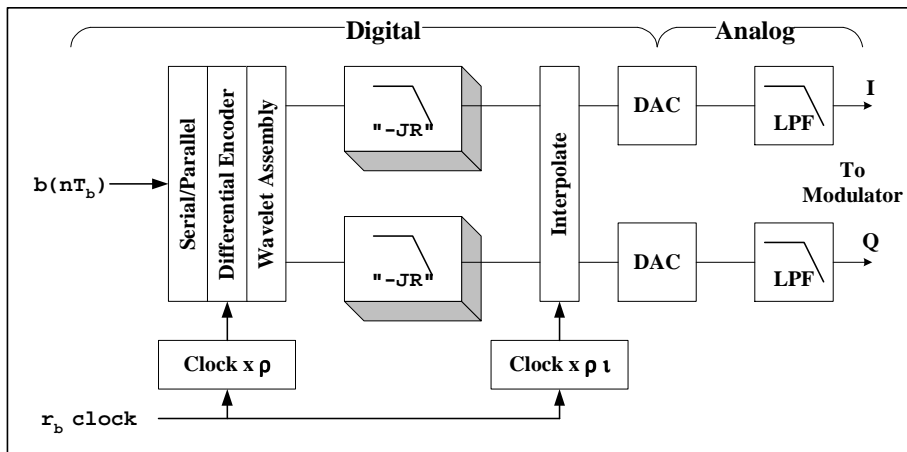 Digital
Analog
b(nT_b)
Serial/Parallel
Differential Encoder
Wavelet Assembly
"-JR"
"-JR"
Interpolate
DAC
DAC
LPF
LPF
I
To
Modulator
Q
Clock x ρ
Clock x ρ ι
r_b clock